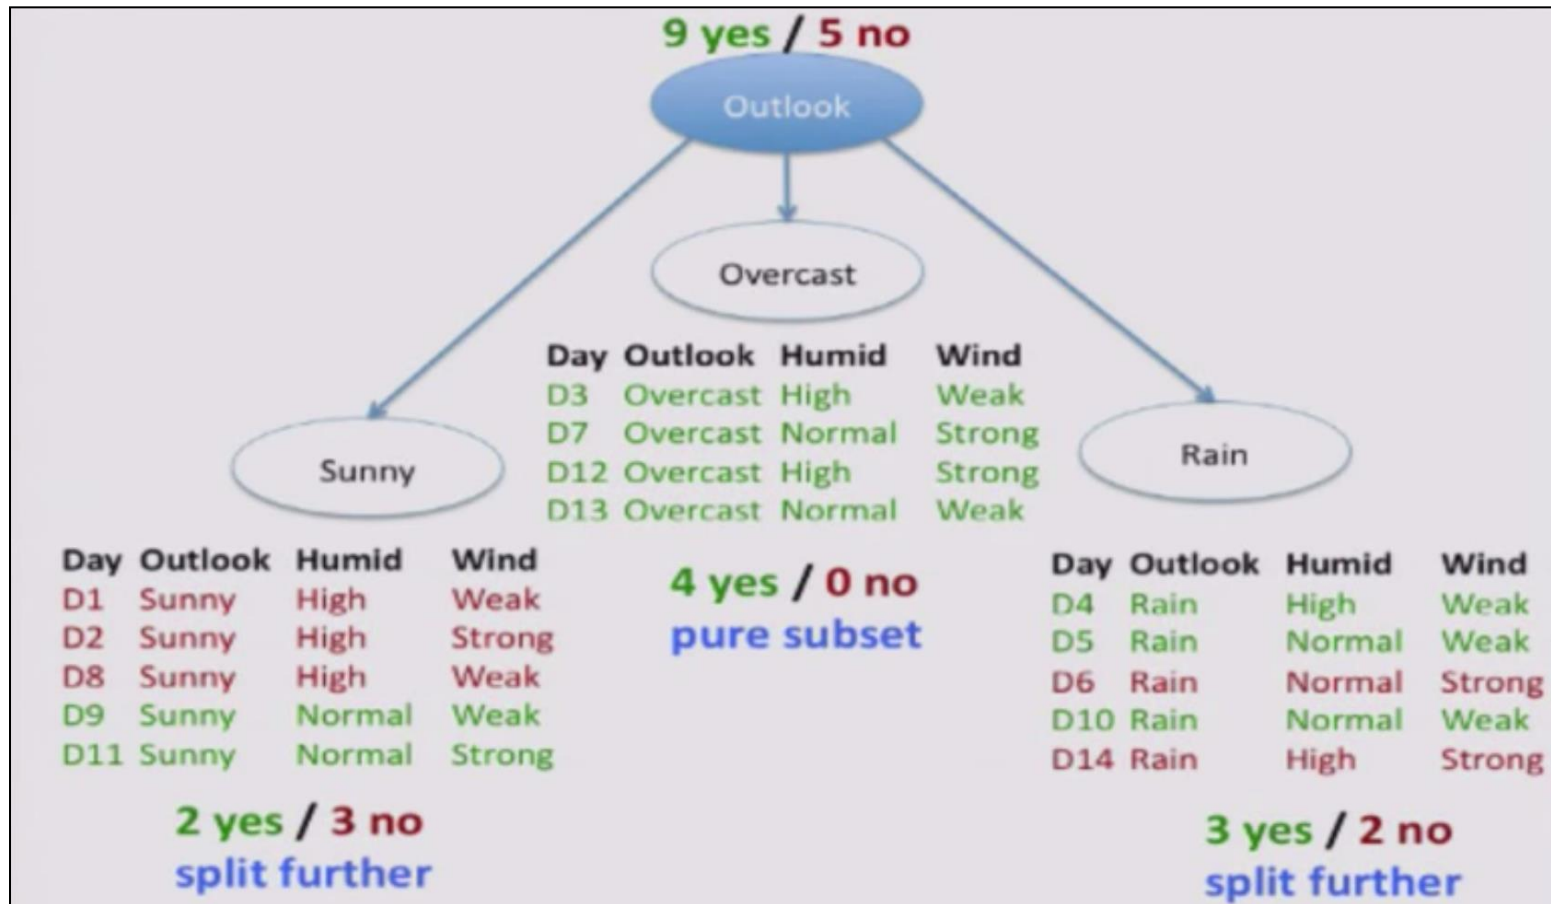 9 yes / 5 no
Outlook
Overcast
Day Outlook Humid Wind
D3 Overcast High Weak
D7 Overcast Normal Strong
D12 Overcast High Strong
D13 Overcast Normal Weak
4 yes / 0 no
pure subset
Sunny
Day Outlook Humid Wind
D1 Sunny High Weak
D2 Sunny High Strong
D8 Sunny High Weak
D9 Sunny Normal Weak
D11 Sunny Normal Strong
2 yes / 3 no
split further
Rain
Day Outlook Humid Wind
D4 Rain High Weak
D5 Rain Normal Weak
D6 Rain Normal Strong
D10 Rain Normal Weak
D14 Rain High Strong
3 yes / 2 no
split further